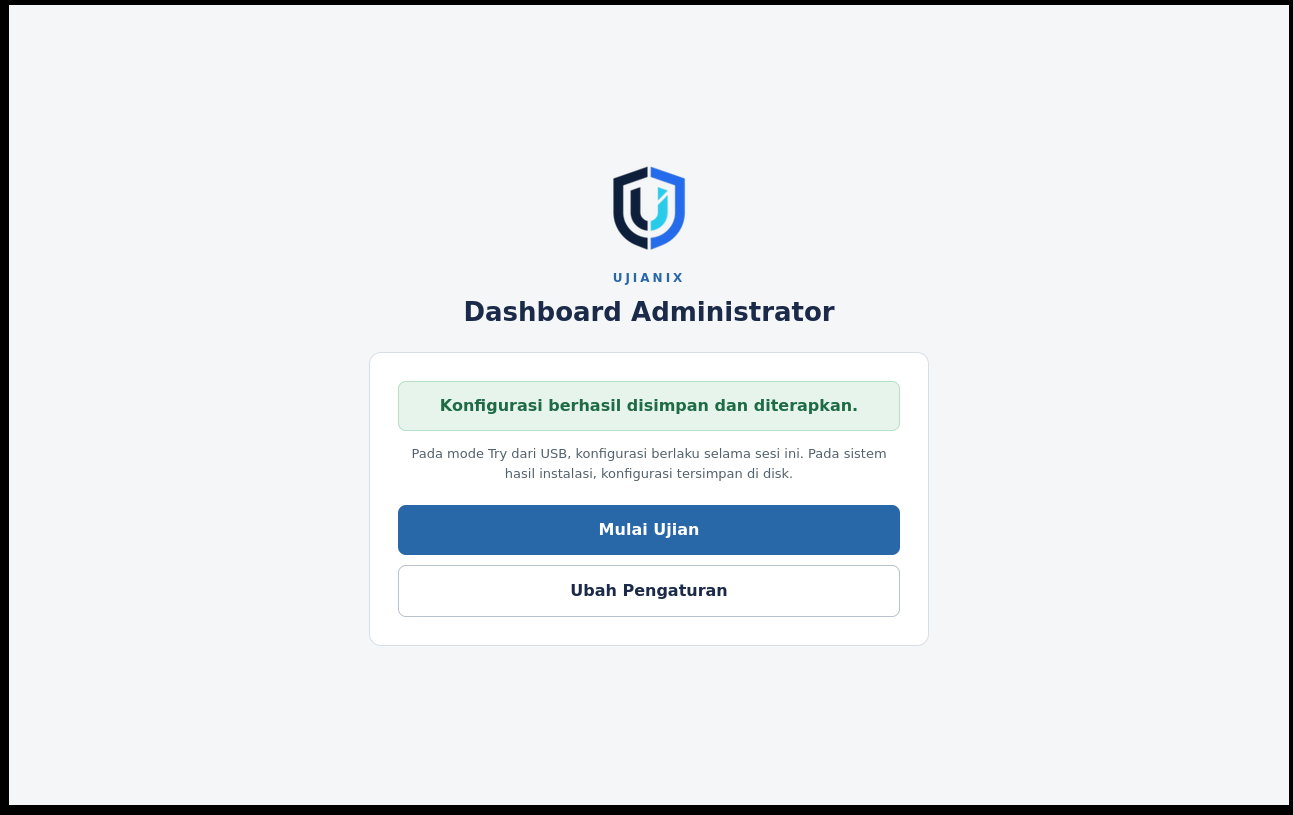 UJIANIX
Dashboard Administrator
Konfigurasi berhasil disimpan dan diterapkan.
Pada mode Try dari USB, konfigurasi berlaku selama sesi ini. Pada sistem
hasil instalasi, konfigurasi tersimpan di disk.
Mulai Ujian
Ubah Pengaturan